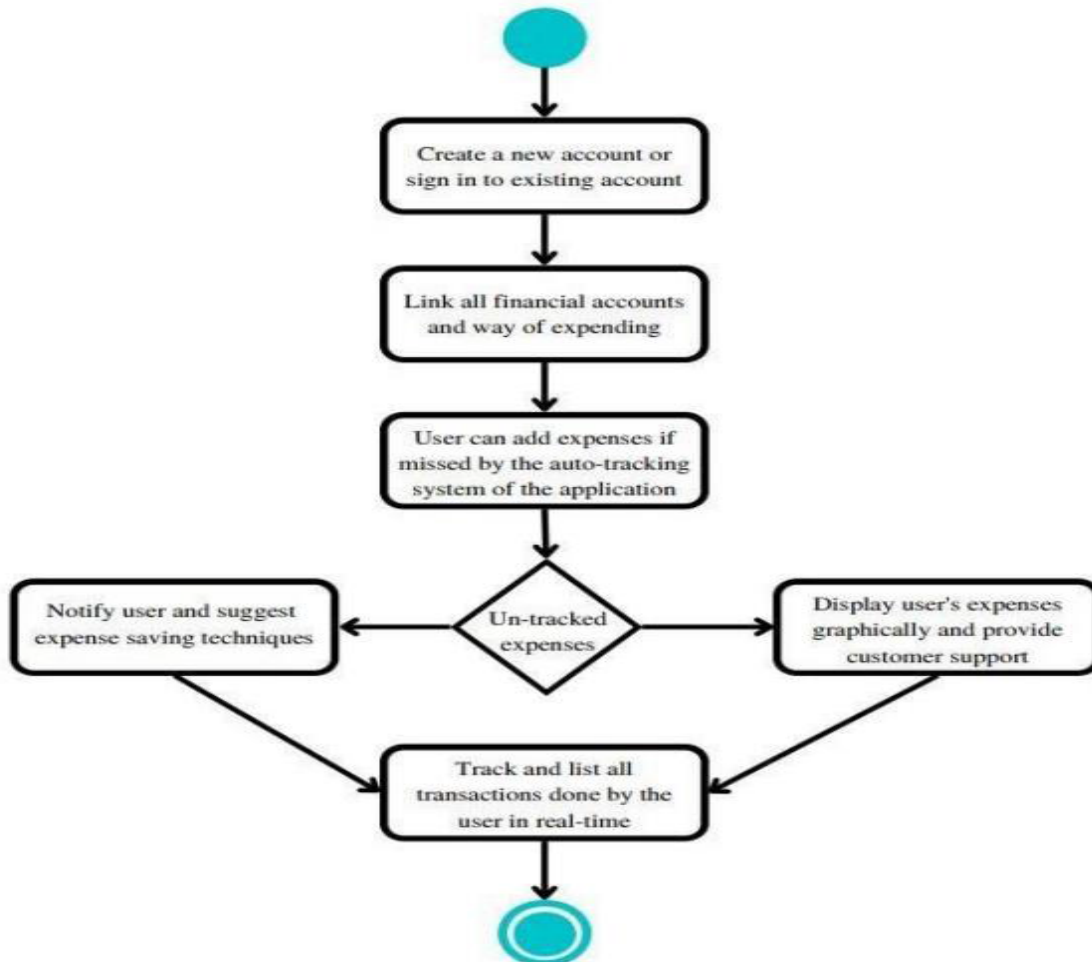 Create a new account or
sign in to existing account
Link all financial accounts
and way of expending
User can add expenses if
missed by the auto-tracking
system of the application
Un-tracked
expenses
Notify user and suggest
expense saving techniques
Display user's expenses
graphically and provide
customer support
Track and list all
transactions done by the
user in real-time